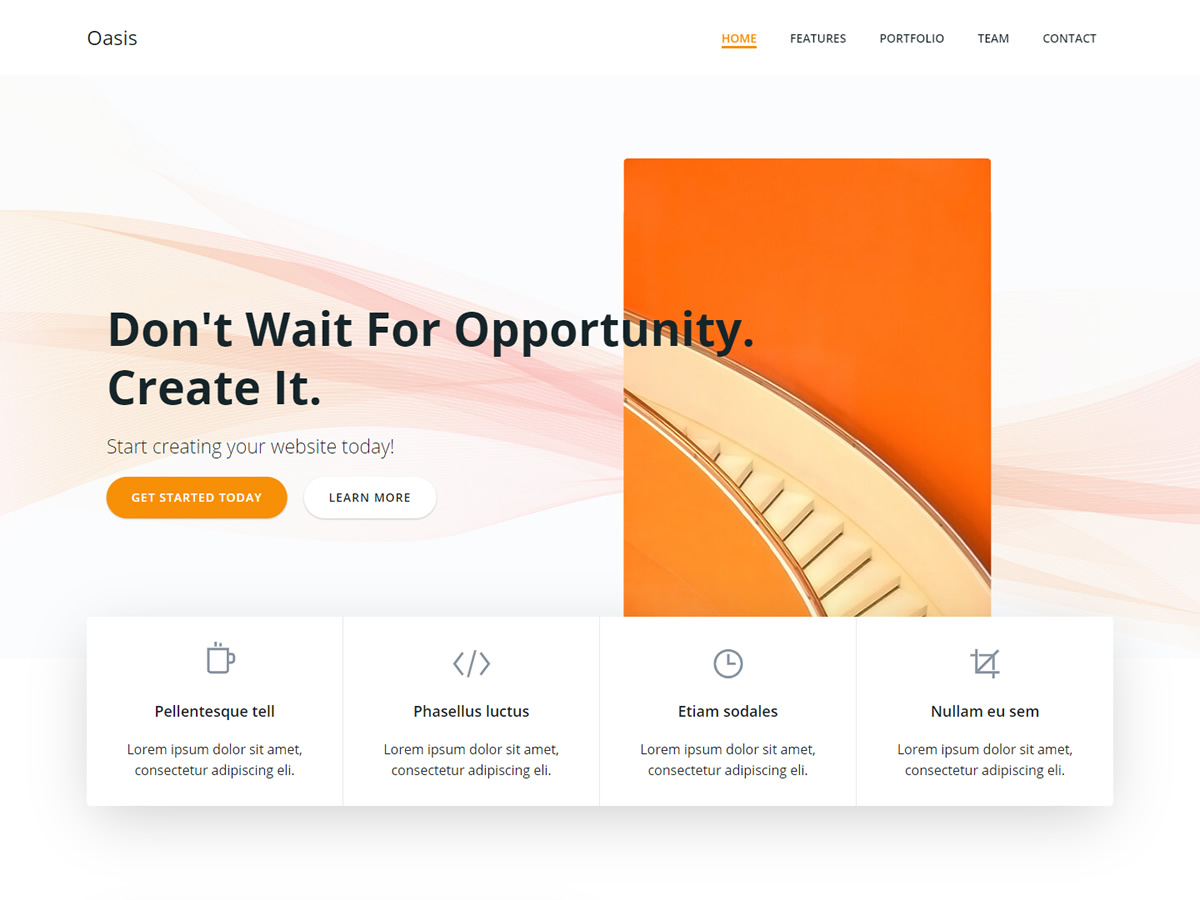 Oasis
HOME FEATURES PORTFOLIO TEAM CONTACT
Don't Wait For Opportunity.
Create It.
Start creating your website today!
GET STARTED TODAY LEARN MORE
Pellentesque tell
Lorem ipsum dolor sit amet,
consectetur adipiscing eli.
Phasellus luctus
Lorem ipsum dolor sit amet,
consectetur adipiscing eli.
Etiam sodales
Lorem ipsum dolor sit amet,
consectetur adipiscing eli.
Nullam eu sem
Lorem ipsum dolor sit amet,
consectetur adipiscing eli.